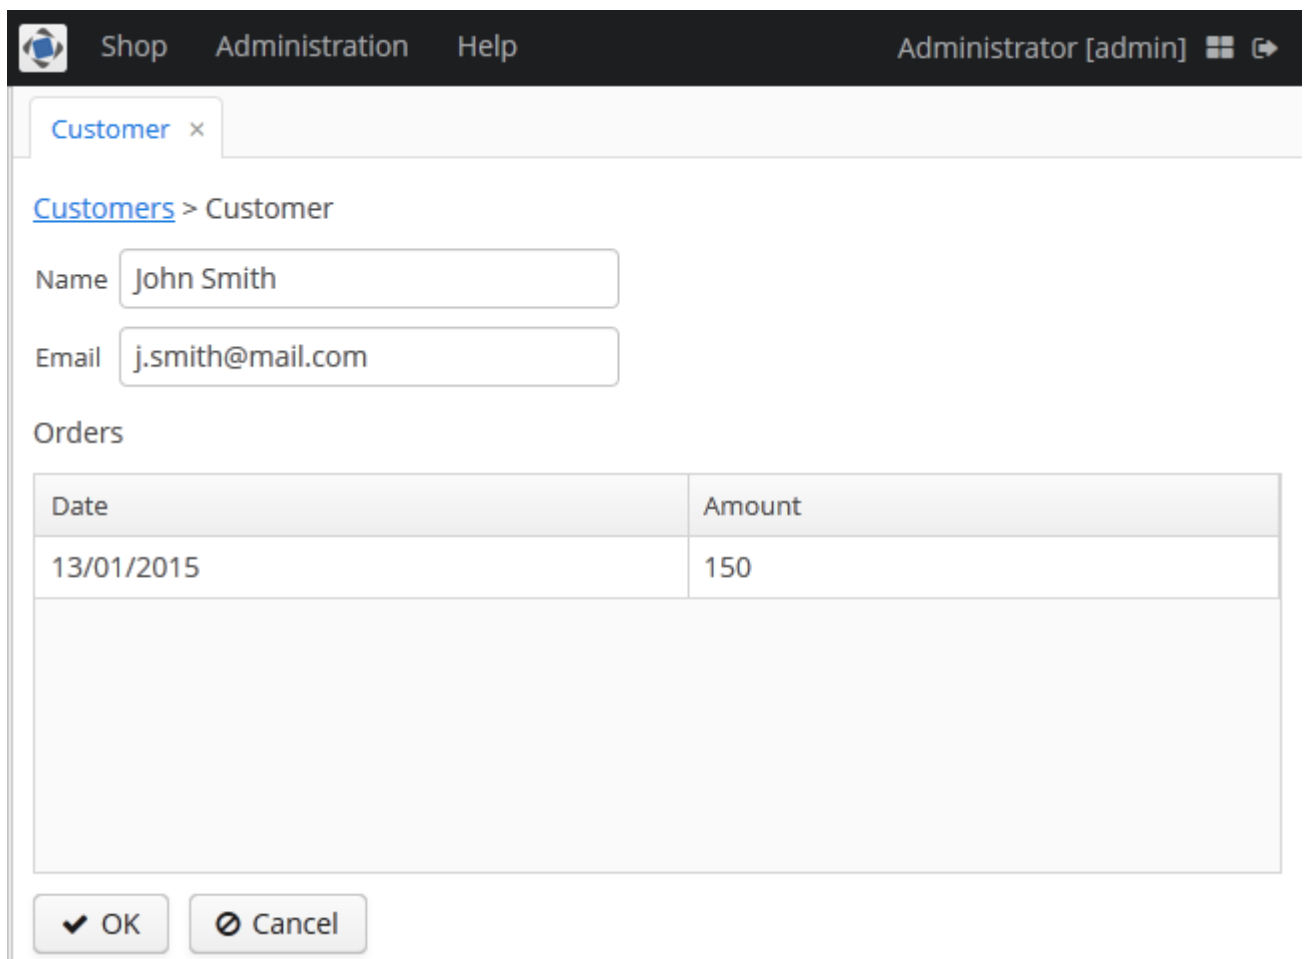 Shop Administration Help Administrator [admin]
Customer ×
Customers > Customer
Name John Smith
Email j.smith@mail.com
Orders
Date Amount
13/01/2015 150
OK Cancel